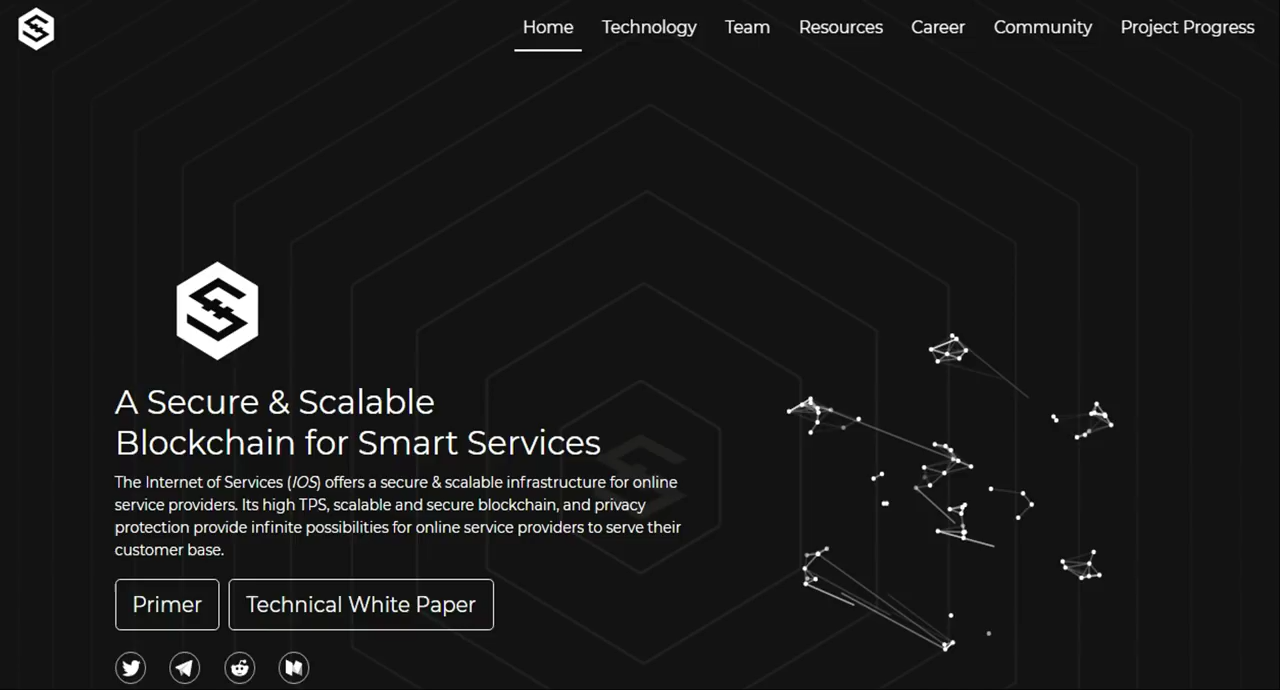 Home Technology Team Resources Career Community Project Progress
A Secure & Scalable
Blockchain for Smart Services
The Internet of Services (IOS) offers a secure & scalable infrastructure for online
service providers. Its high TPS, scalable and secure blockchain, and privacy
protection provide infinite possibilities for online service providers to serve their
customer base.
Primer Technical White Paper